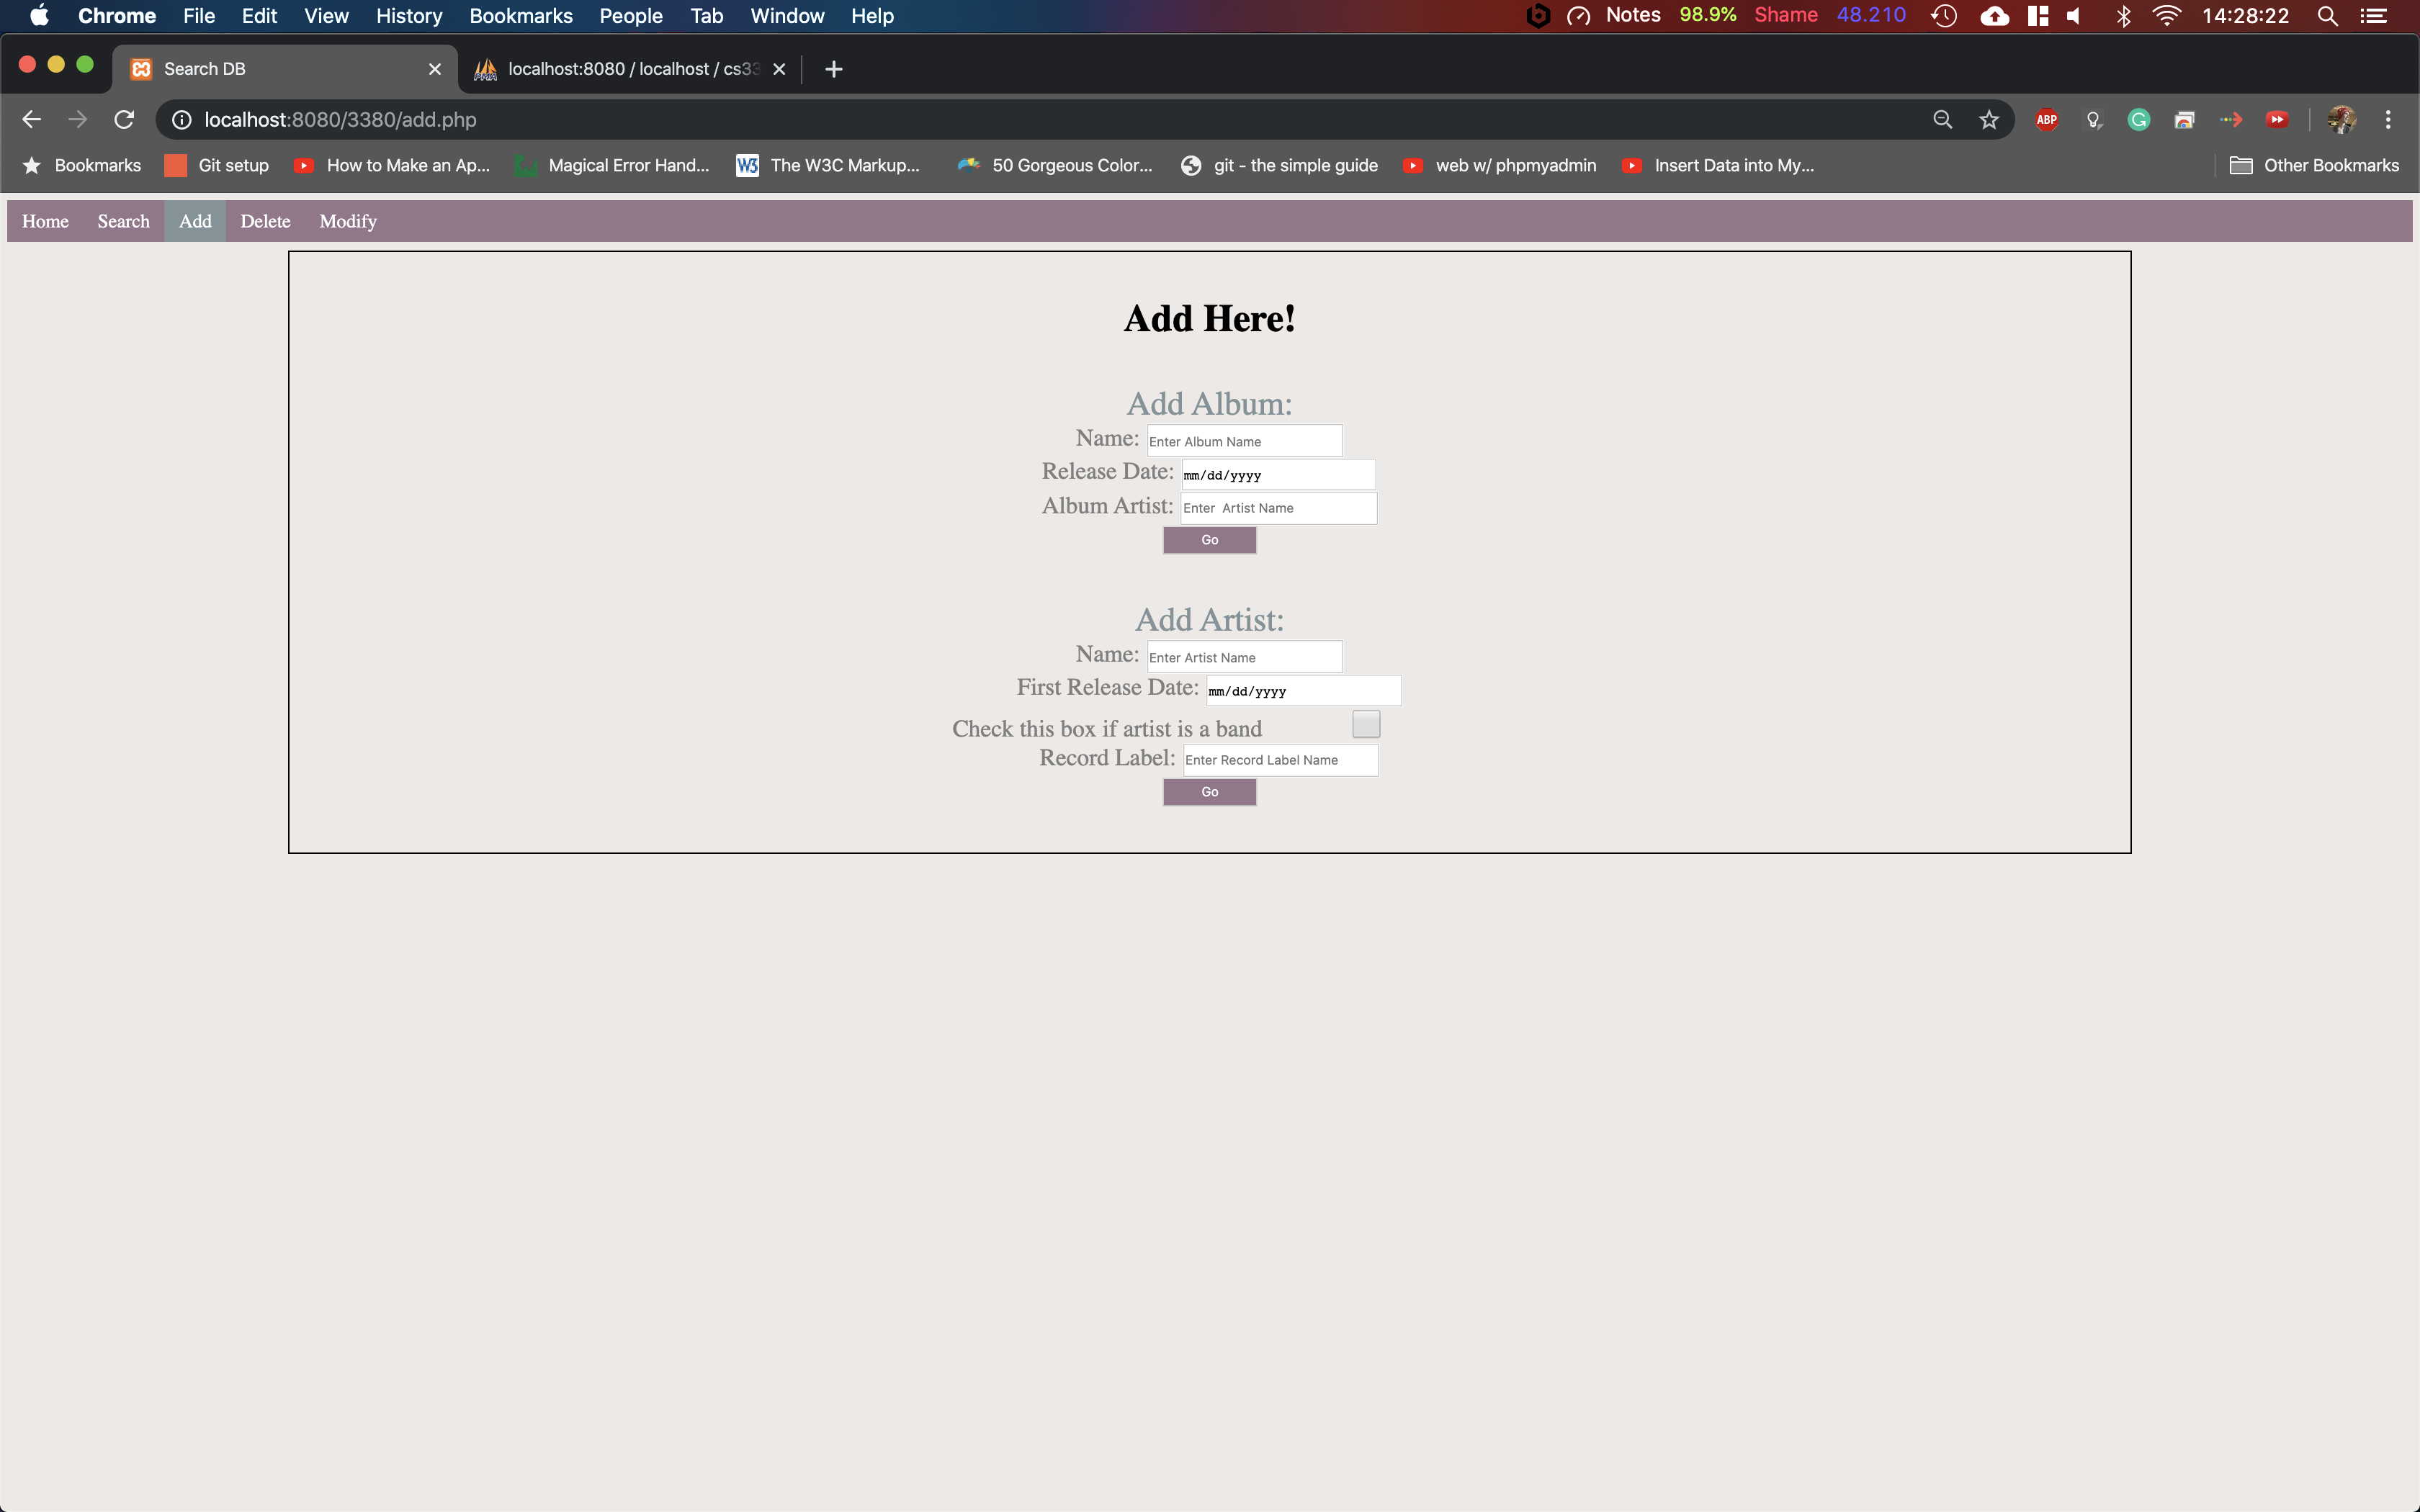 Chrome File Edit View History Bookmarks People Tab Window Help Notes 98.9% Shame 48.210 14:28:22
Search DB localhost:8080 / localhost / cs33
localhost:8080/3380/add.php ABP
Bookmarks Git setup How to Make an Ap... Magical Error Hand... W3 The W3C Markup... 50 Gorgeous Color... git - the simple guide web w/ phpmyadmin Insert Data into My... Other Bookmarks
Home Search Add Delete Modify
Add Here!
Add Album:
Name: Enter Album Name
Release Date: mm/dd/yyyy
Album Artist: Enter Artist Name
Go
Add Artist:
Name: Enter Artist Name
First Release Date: mm/dd/yyyy
Check this box if artist is a band
Record Label: Enter Record Label Name
Go